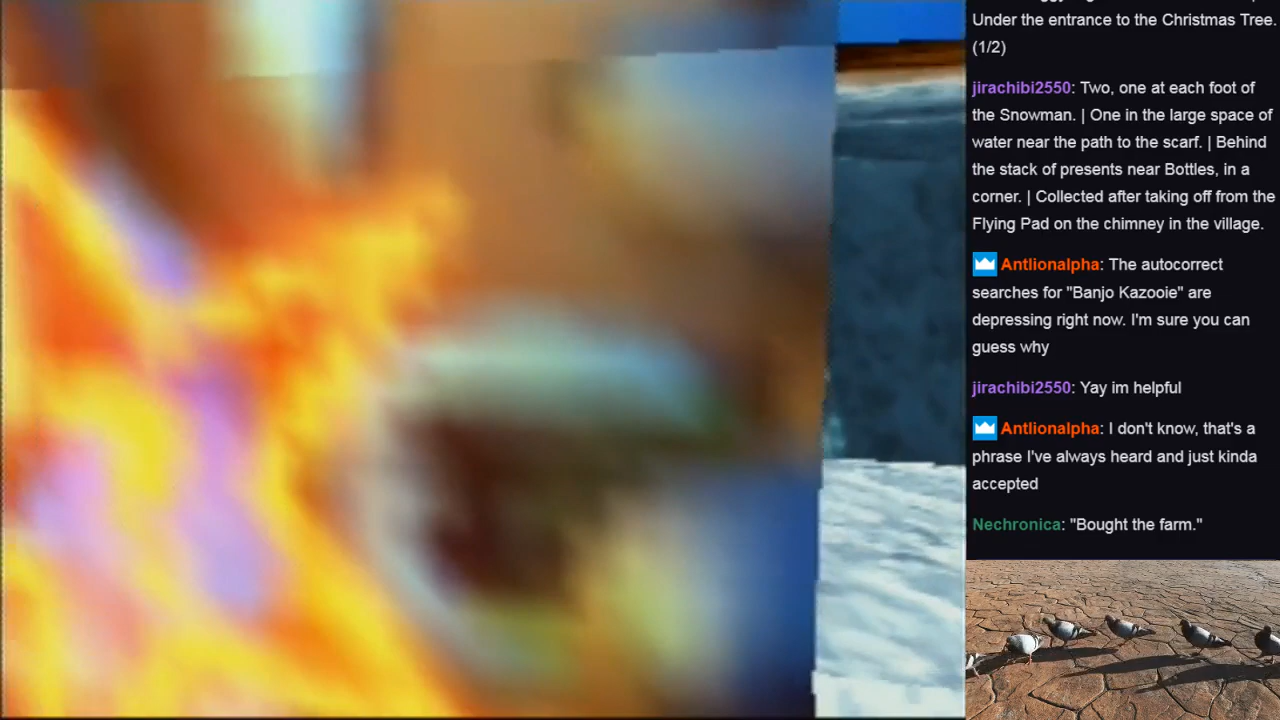 Under the entrance to the Christmas Tree.
(1/2)
jirachibi2550: Two, one at each foot of
the Snowman. | One in the large space of
water near the path to the scarf. | Behind
the stack of presents near Bottles, in a
corner. | Collected after taking off from the
Flying Pad on the chimney in the village.
Antlionalpha: The autocorrect
searches for "Banjo Kazooie" are
depressing right now. I'm sure you can
guess why
jirachibi2550: Yay im helpful
Antlionalpha: I don't know, that's a
phrase I've always heard and just kinda
accepted
Nechronica: "Bought the farm."